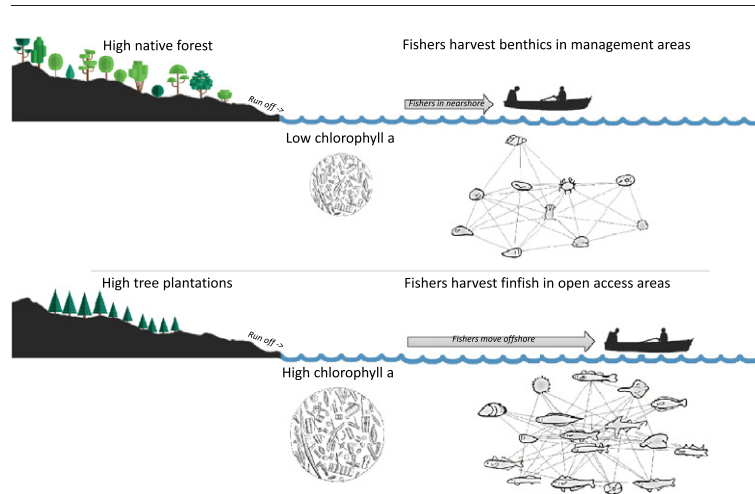 High native forest
Fishers harvest benthics in management areas
Run off ->
Fishers in nearshore
Low chlorophyll a
High tree plantations
Fishers harvest finfish in open access areas
Run off ->
Fishers move offshare
High chlorophyll a